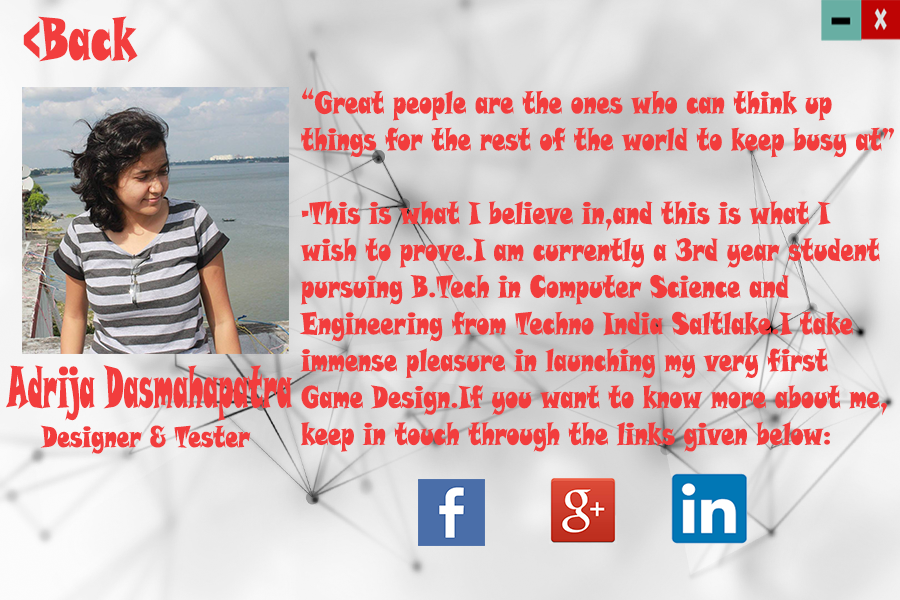 <Back
X
“Great people are the ones who can think up
things for the rest of the world to keep busy at”
-This is what I believe in,and this is what I
wish to prove.I am currently a 3rd year student
pursuing B.Tech in Computer Science and
Engineering from Techno India Saltlake.I take
immense pleasure in launching my very first
Game Design.If you want to know more about me,
keep in touch through the links given below:
Adrija Dasmahapatra
Designer & Tester
f
g+
in